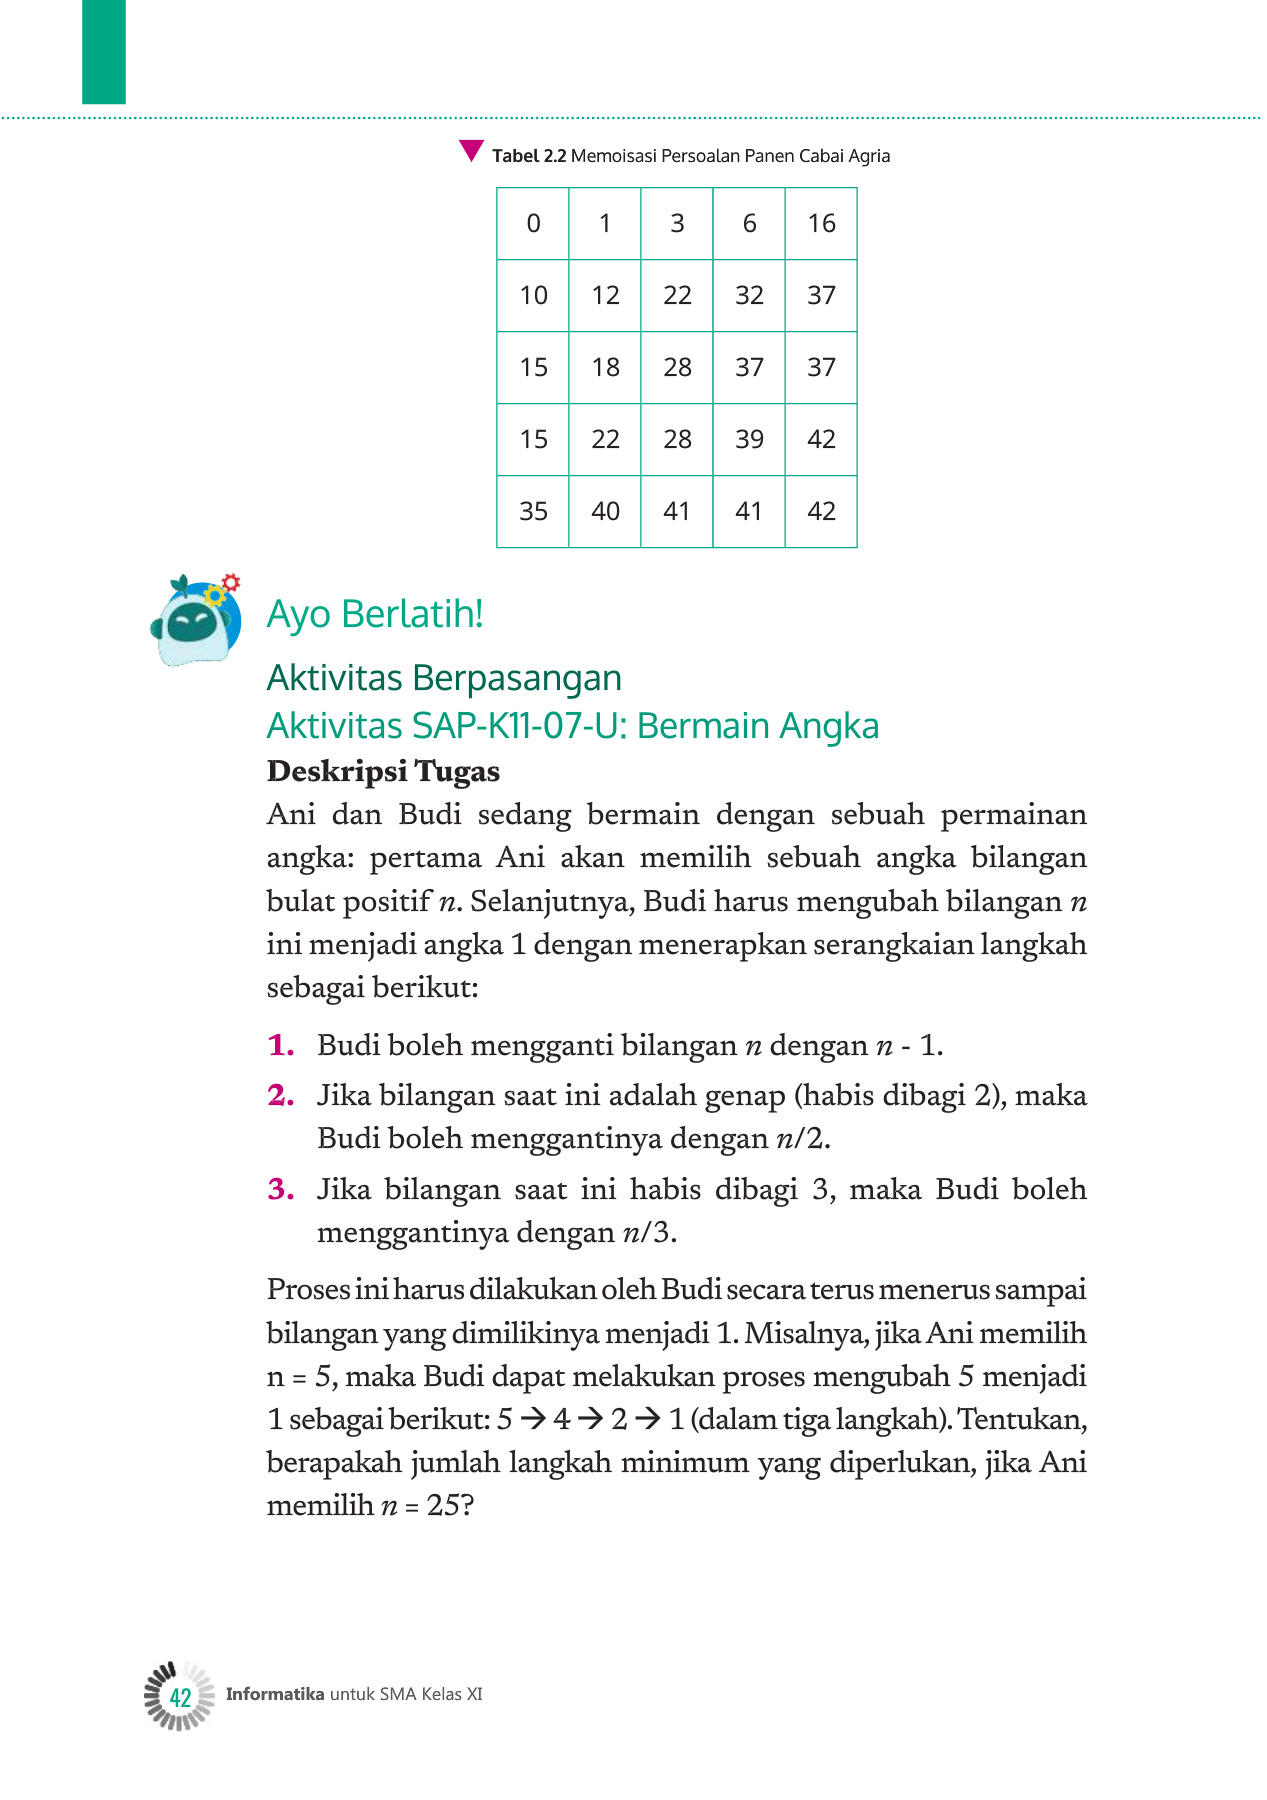 Tabel 2.2 Memoisasi Persoalan Panen Cabai Agria
0 1 3 6 16
10 12 22 32 37
15 18 28 37 37
15 22 28 39 42
35 40 41 41 42
Ayo Berlatih!
Aktivitas Berpasangan
Aktivitas SAP-K11-07-U: Bermain Angka
Deskripsi Tugas
Ani dan Budi sedang bermain dengan sebuah permainan
angka: pertama Ani akan memilih sebuah angka bilangan
bulat positif n. Selanjutnya, Budi harus mengubah bilangan n
ini menjadi angka 1 dengan menerapkan serangkaian langkah
sebagai berikut:
1. Budi boleh mengganti bilangan n dengan n - 1.
2. Jika bilangan saat ini adalah genap (habis dibagi 2), maka
Budi boleh menggantinya dengan n/2.
3. Jika bilangan saat ini habis dibagi 3, maka Budi boleh
menggantinya dengan n/3.
Proses ini harus dilakukan oleh Budi secara terus menerus sampai
bilangan yang dimilikinya menjadi 1. Misalnya, jika Ani memilih
n = 5, maka Budi dapat melakukan proses mengubah 5 menjadi
1 sebagai berikut: 5 → 4 → 2 → 1 (dalam tiga langkah). Tentukan,
berapakah jumlah langkah minimum yang diperlukan, jika Ani
memilih n = 25?
42 Informatika untuk SMA Kelas XI